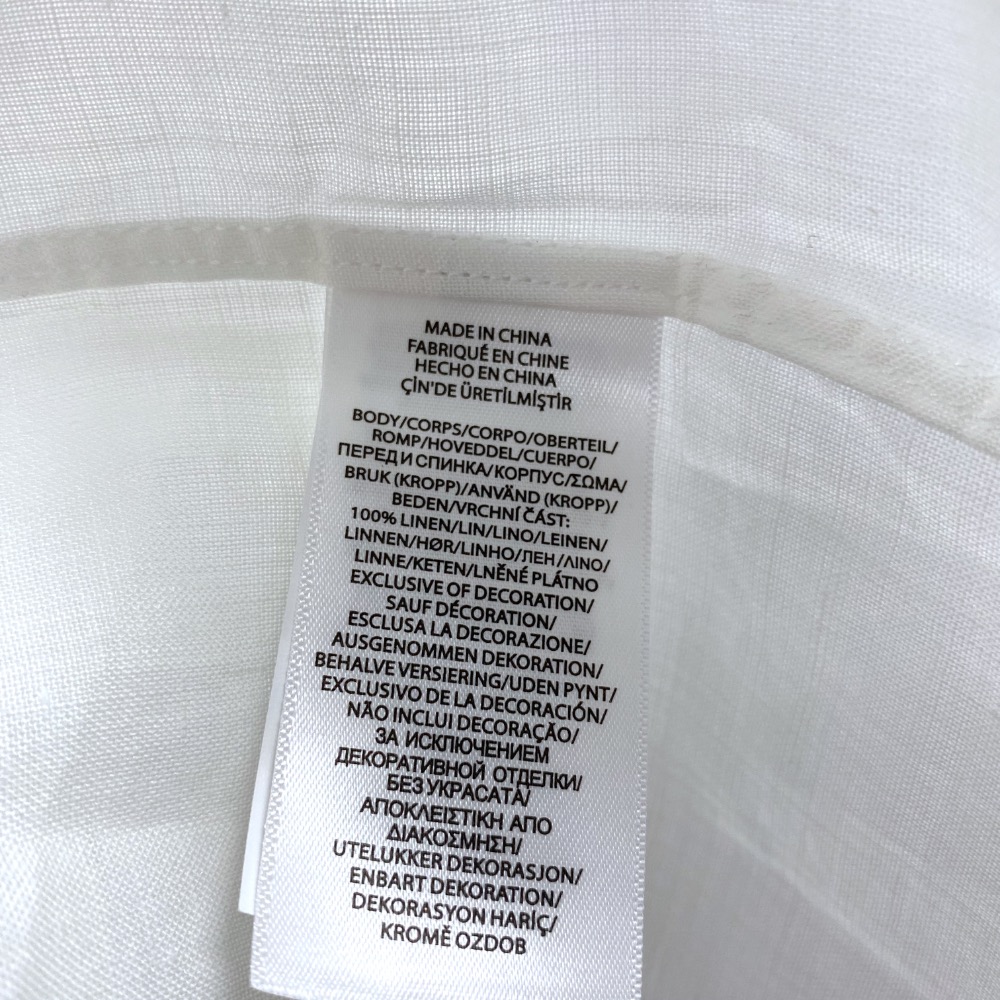 MADE IN CHINA
FABRIQUÉ EN CHINE
HECHO EN CHINA
ÇİN'DE ÜRETİLMİŞTİR
BODY/CORPS/CORPO/OBERTEIL/
ROMP/HOVEDDEL/CUERPO/
ПЕРЕД И СПИНКА/КОРПУС/ΣΩΜΑ/
BRUK (KROPP)/ANVÄND (KROPP)/
BEDEN/VRCHNÍ ČÁST:
100% LINEN/LIN/LINO/LEINEN/
LINNEN/HØR/LINHO/ЛЕН/ΛΙΝΟ/
LINNE/KETEN/LNĚNÉ PLÁTNO
EXCLUSIVE OF DECORATION/
SAUF DÉCORATION/
ESCLUSA LA DECORAZIONE/
AUSGENOMMEN DEKORATION/
BEHALVE VERSIERING/UDEN PYNT/
EXCLUSIVO DE LA DECORACIÓN/
NÃO INCLUI DECORAÇÃO/
ЗА ИСКЛЮЧЕНИЕМ
ДЕКОРАТИВНОЙ ОТДЕЛКИ/
БЕЗ УКРАСАТА/
ΑΠΟΚΛΕΙΣΤΙΚΗ ΑΠΟ
ΔΙΑΚΟΣΜΗΣΗ/
UTELUKKER DEKORASJON/
ENBART DEKORATION/
DEKORASYON HARİÇ/
KROMĚ OZDOB